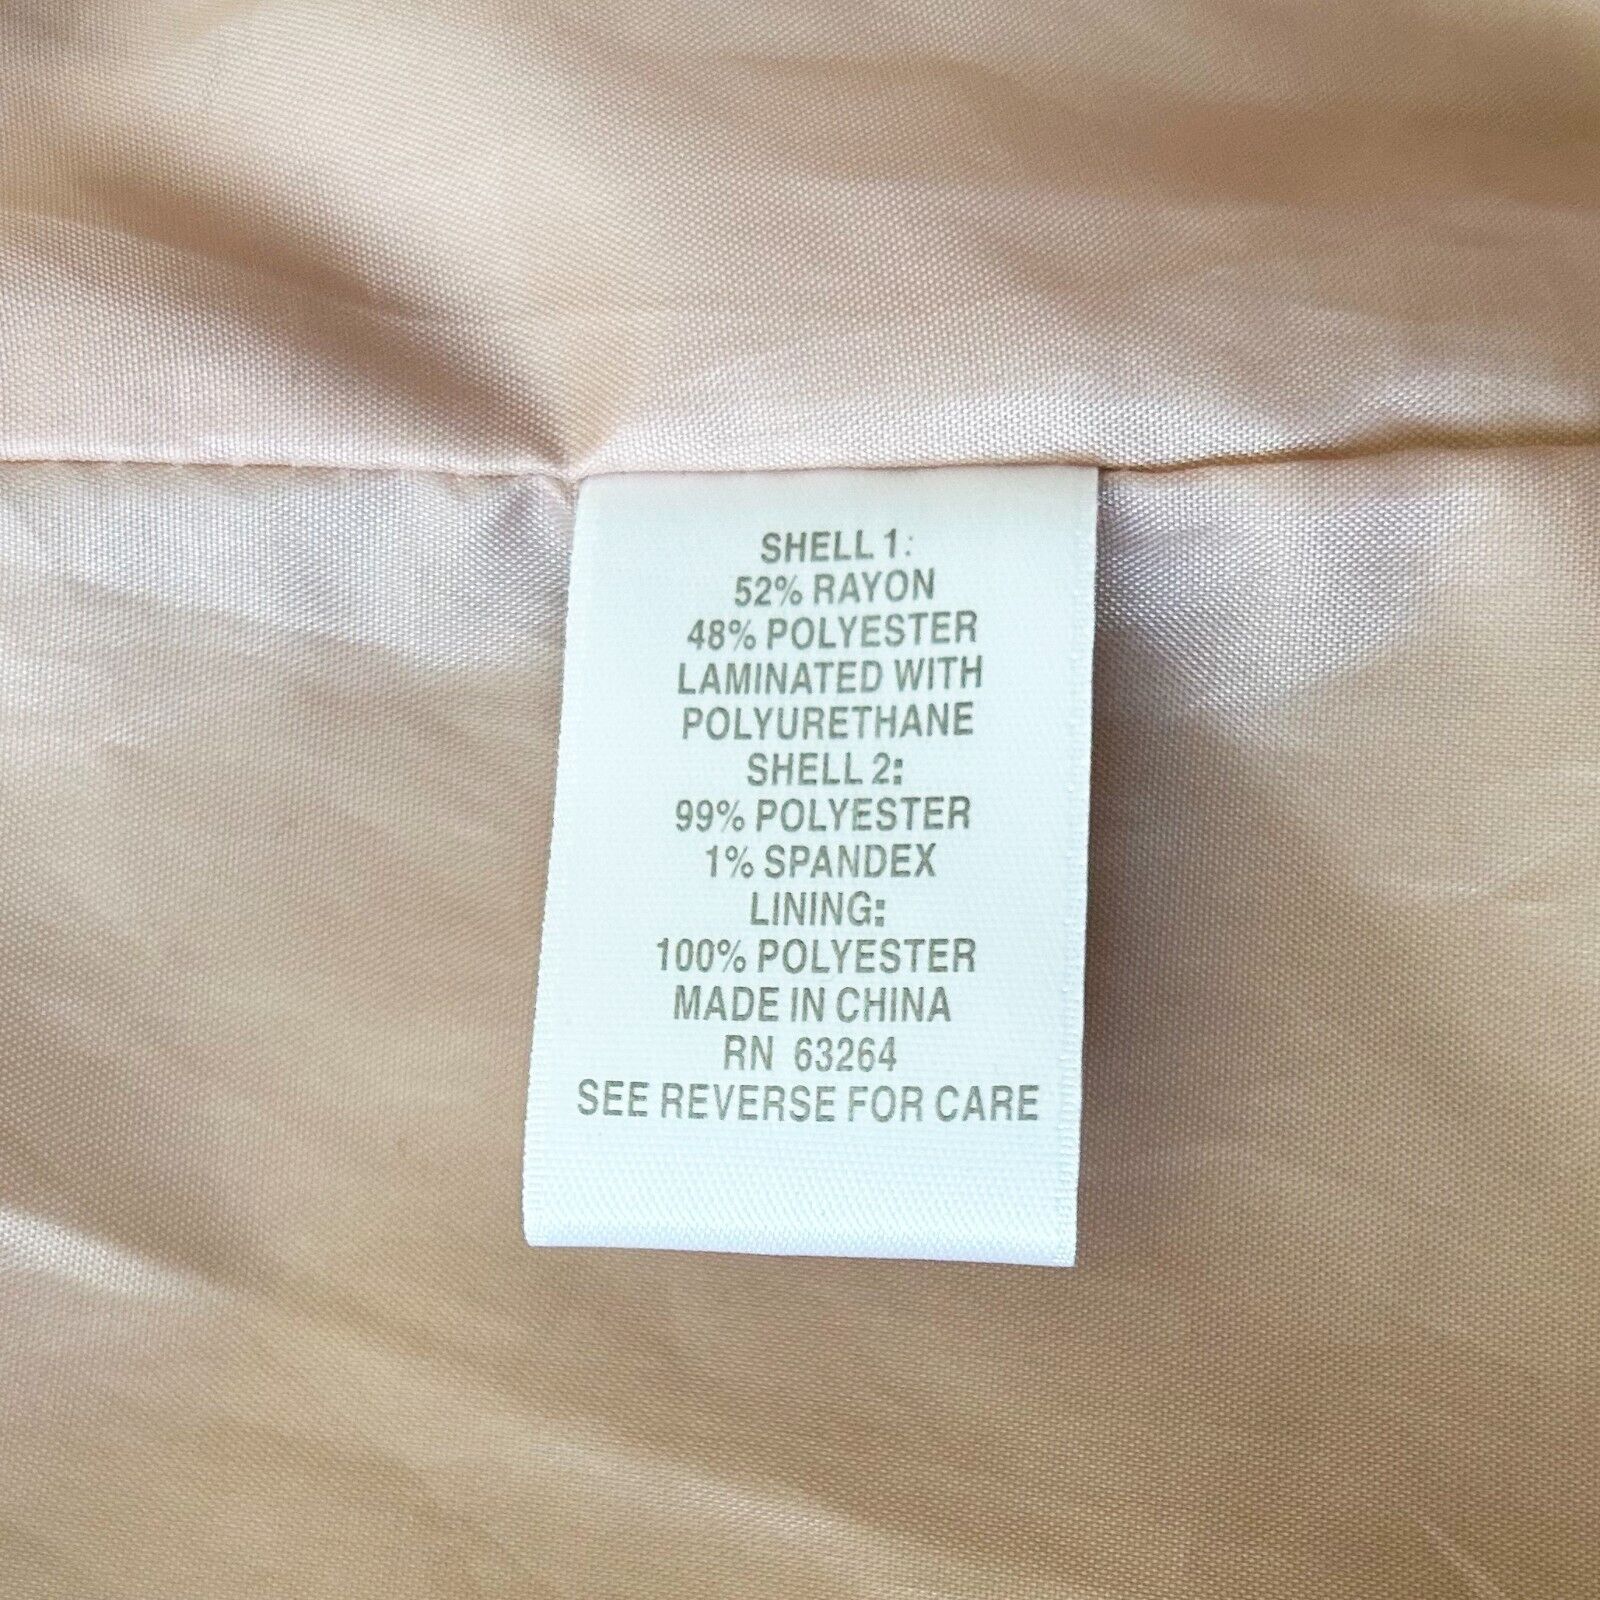 SHELL 1:
52% RAYON
48% POLYESTER
LAMINATED WITH
POLYURETHANE
SHELL 2:
99% POLYESTER
1% SPANDEX
LINING:
100% POLYESTER
MADE IN CHINA
RN 63264
SEE REVERSE FOR CARE